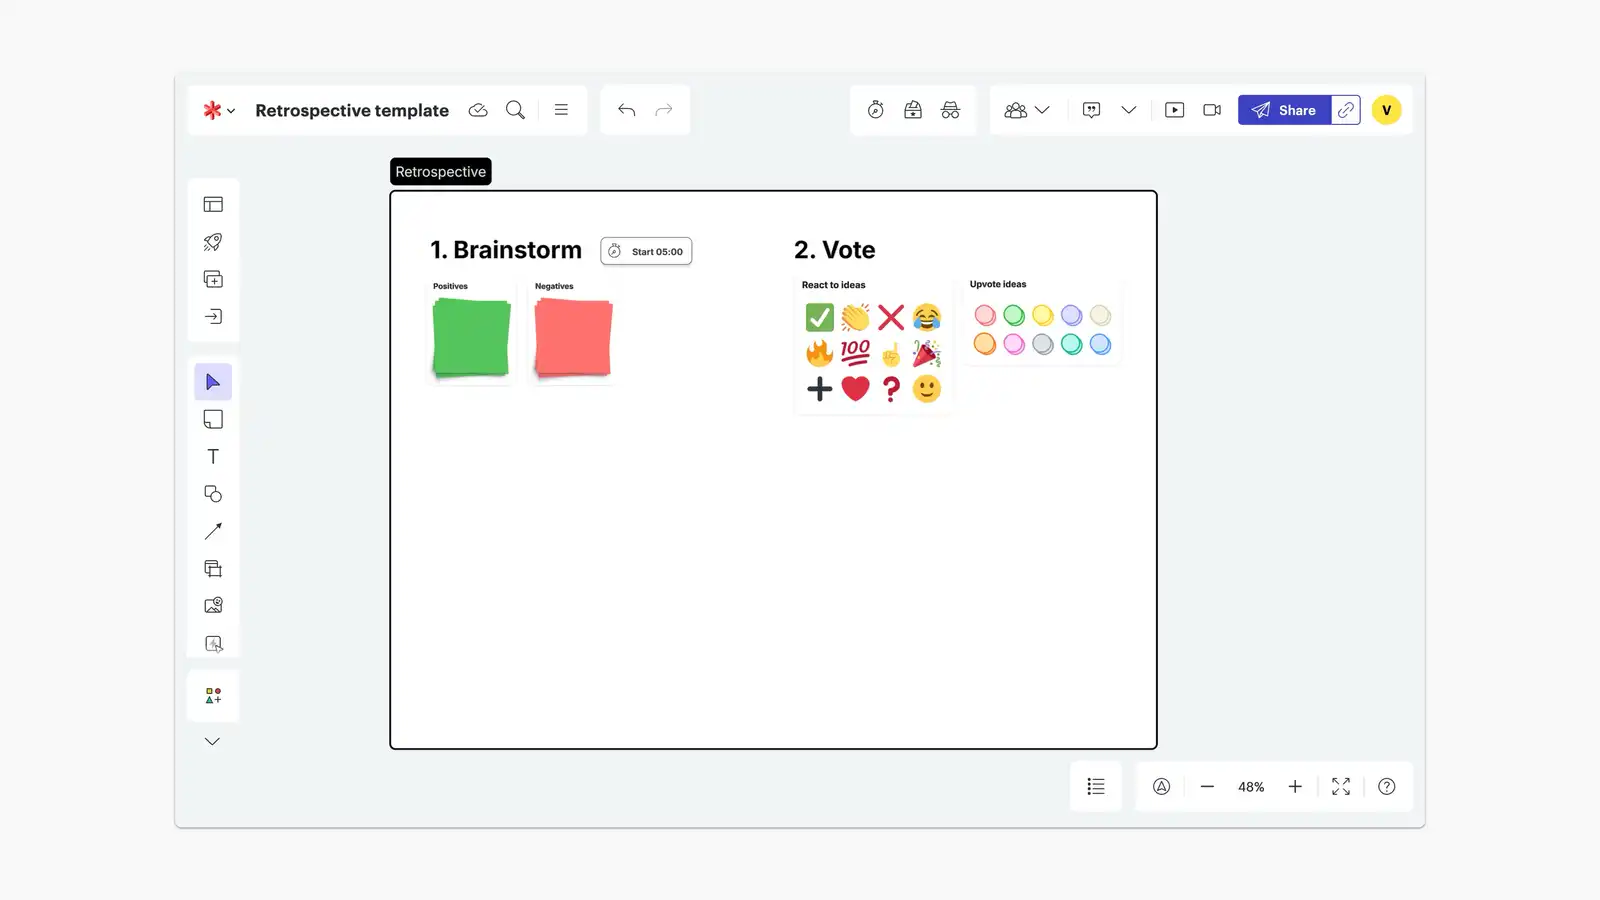 Retrospective template
Share
V
Retrospective
1. Brainstorm
Start 05:00
2. Vote
Positives
Negatives
React to ideas
Upvote ideas
100
T
48%